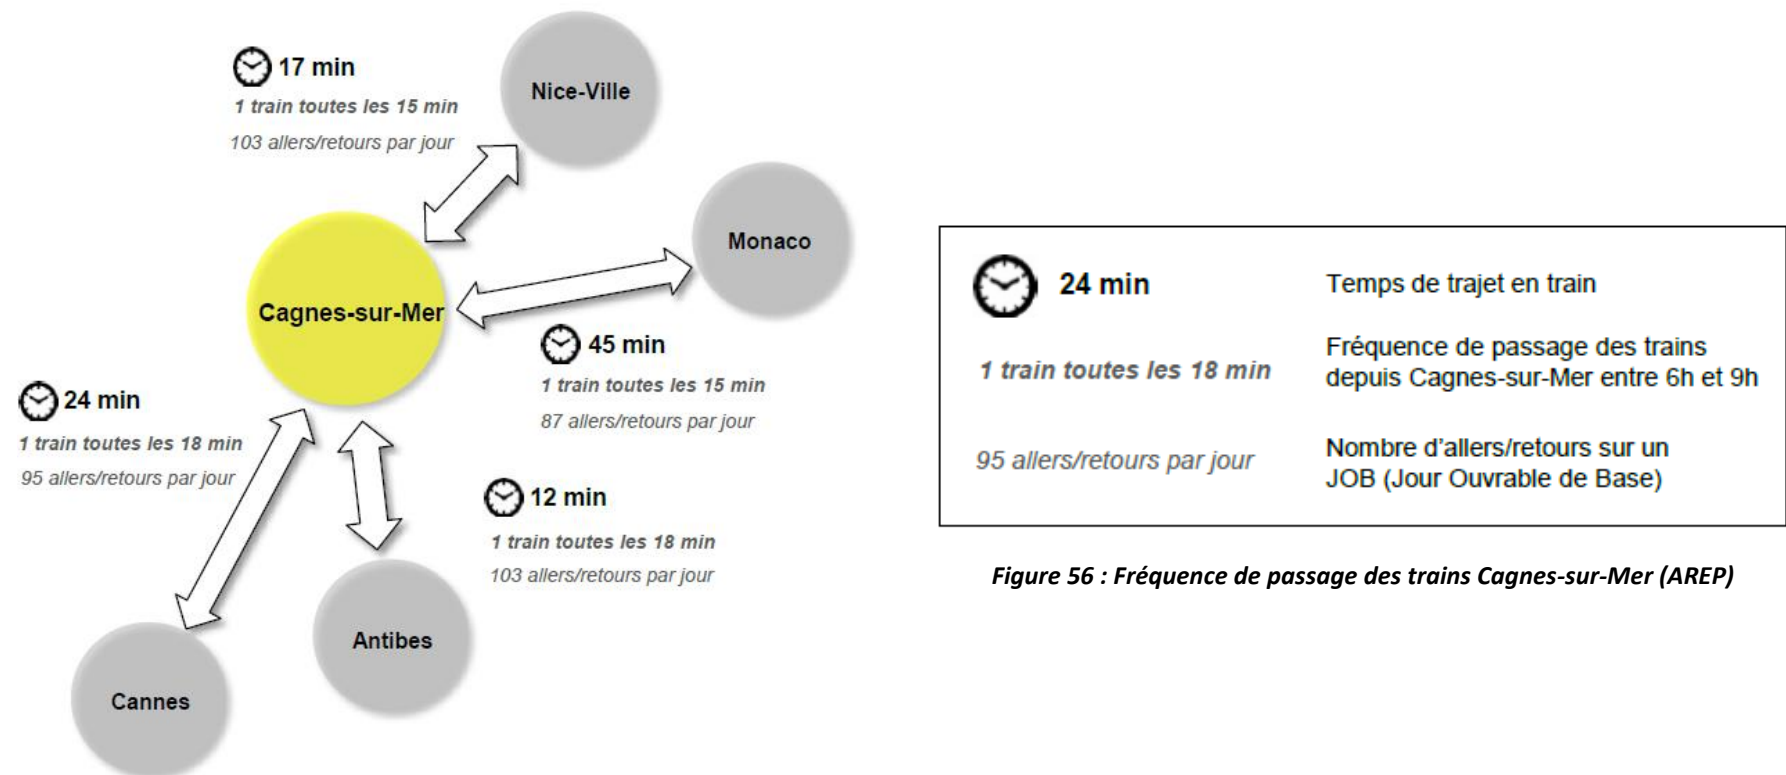 17 min
1 train toutes les 15 min
103 allers/retours par jour
Nice-Ville
Monaco
Cagnes-sur-Mer
45 min
1 train toutes les 15 min
87 allers/retours par jour
24 min
1 train toutes les 18 min
95 allers/retours par jour
12 min
1 train toutes les 18 min
103 allers/retours par jour
Antibes
Cannes
24 min
Temps de trajet en train
1 train toutes les 18 min
Fréquence de passage des trains
depuis Cagnes-sur-Mer entre 6h et 9h
95 allers/retours par jour
Nombre d'allers/retours sur un
JOB (Jour Ouvrable de Base)
Figure 56 : Fréquence de passage des trains Cagnes-sur-Mer (AREP)